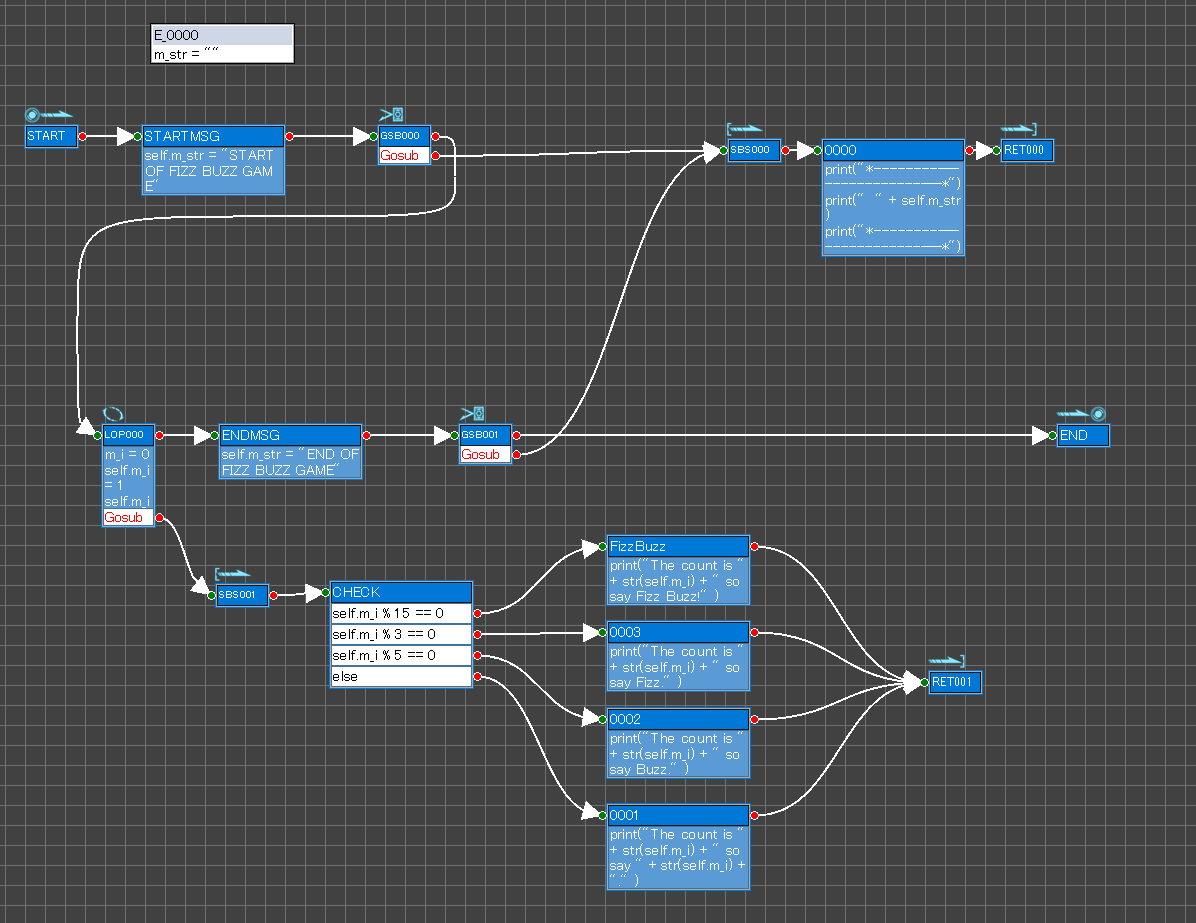 E_0000
m_str = ""
START
STARTMSG
self.m_str = "START
OF FIZZ BUZZ GAM
E"
GSB000
Gosub
SBS000
0000
print("*-----------
---------------*")
print("  " + self.m_str
)
print("*-----------
---------------*")
RET000
LOP000
m_i = 0
self.m_i
= 1
self.m_i
Gosub
ENDMSG
self.m_str = "END OF
FIZZ BUZZ GAME"
GSB001
Gosub
END
SBS001
CHECK
self.m_i % 15 == 0
self.m_i % 3 == 0
self.m_i % 5 == 0
else
FizzBuzz
print("The count is "
+ str(self.m_i) + " so
say Fizz Buzz!" )
0003
print("The count is "
+ str(self.m_i) + " so
say Fizz." )
0002
print("The count is "
+ str(self.m_i) + " so
say Buzz." )
0001
print("The count is "
+ str(self.m_i) + " so
say " + str(self.m_i) +
"." )
RET001